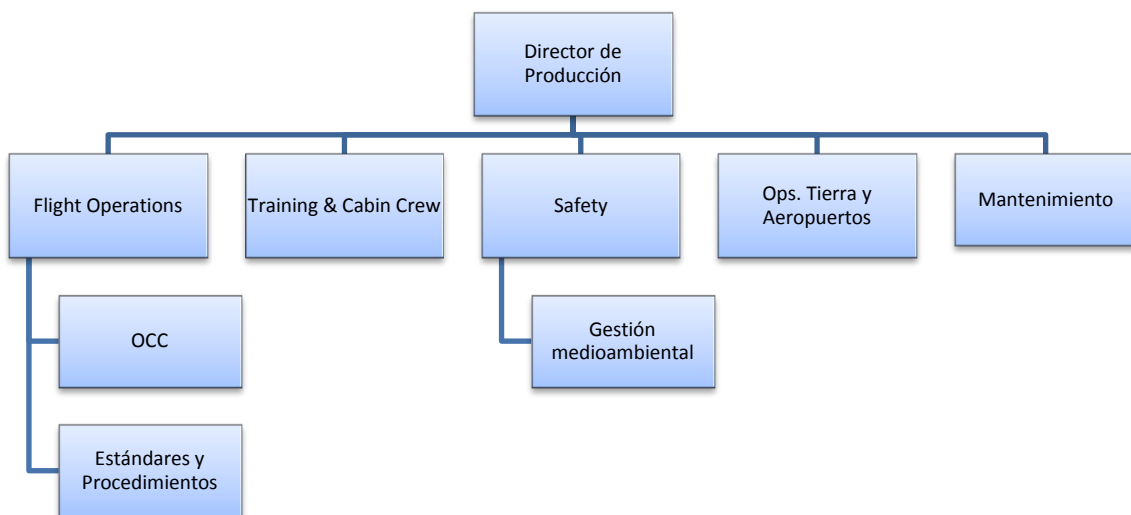 Director de
Producción
Flight Operations
Training & Cabin Crew
Safety
Ops. Tierra y
Aeropuertos
Mantenimiento
OCC
Gestión
medioambiental
Estándares y
Procedimientos